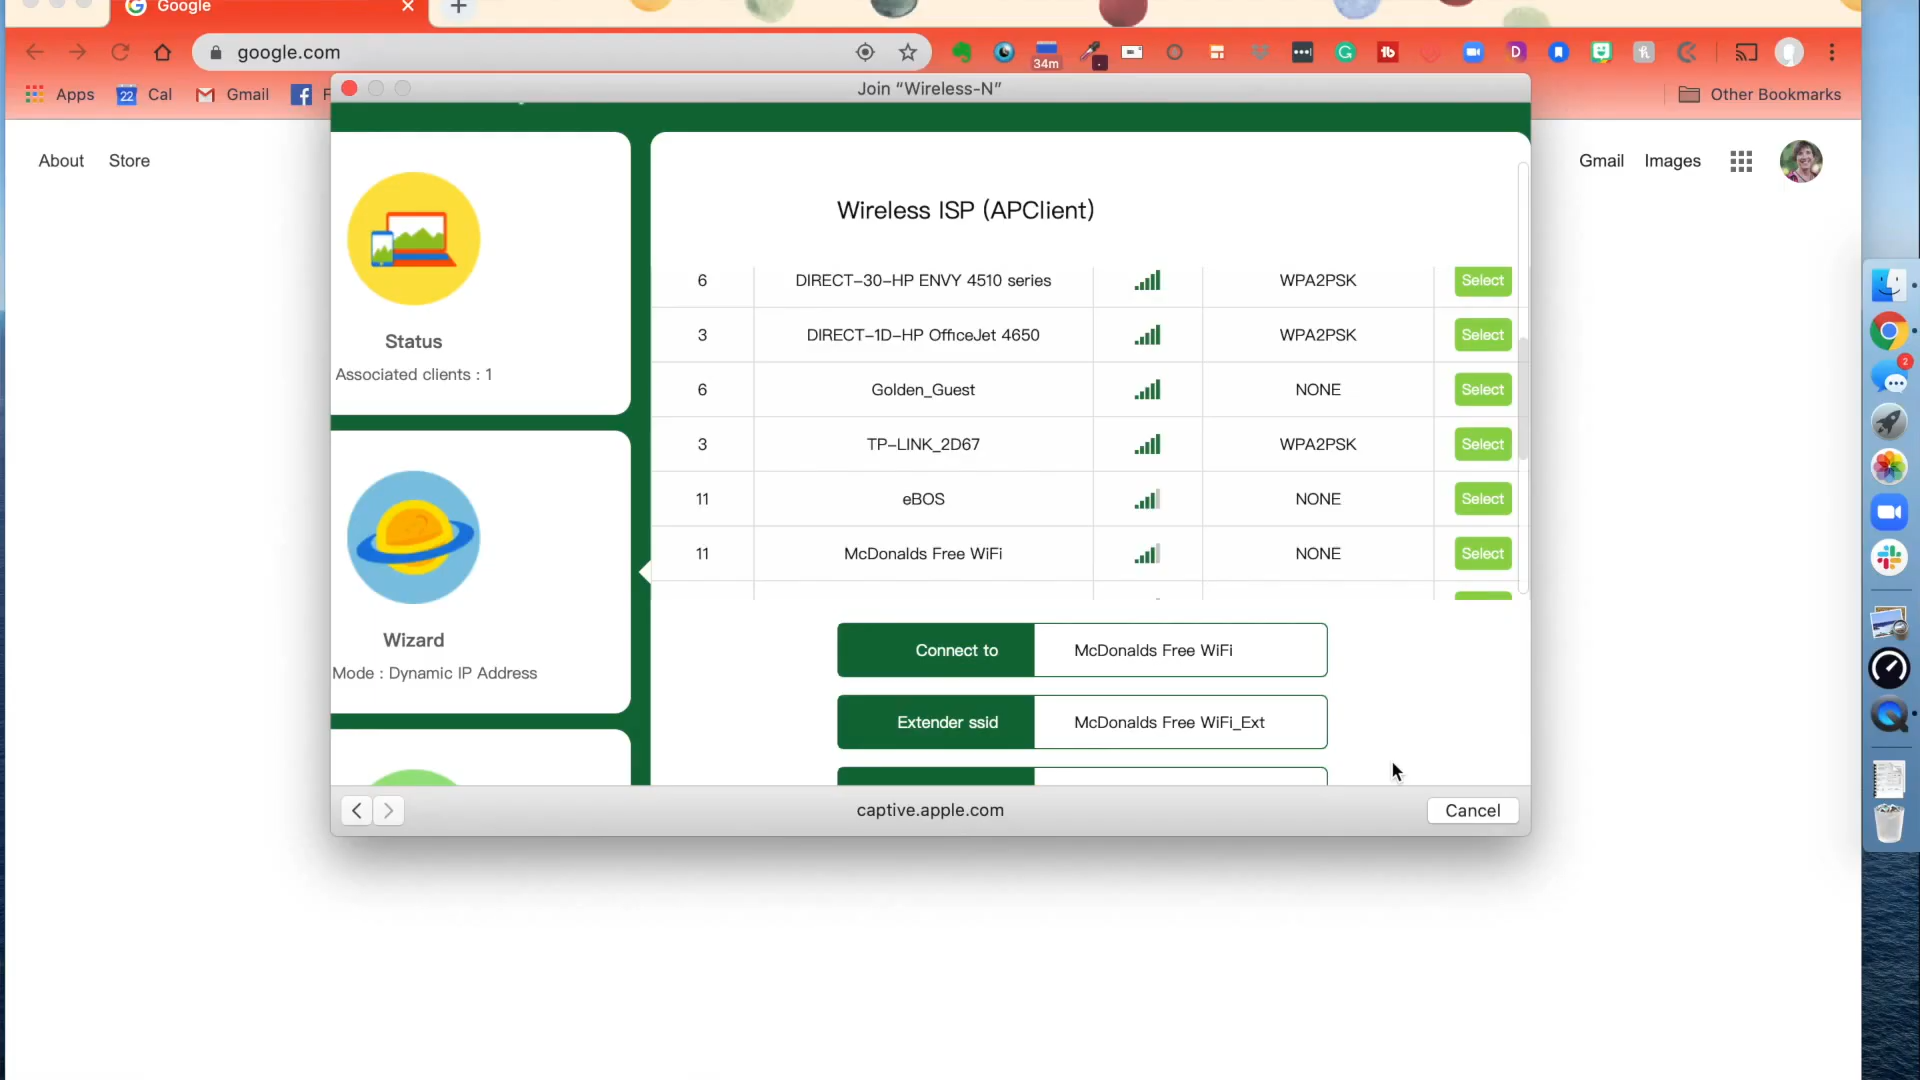 Google
google.com
34m
Apps
22
Cal
Gmail
F
Other Bookmarks
Join “Wireless-N”
About
Store
Gmail
Images
Wireless ISP (APClient)
6
DIRECT-30-HP ENVY 4510 series
WPA2PSK
Select
3
DIRECT-1D-HP OfficeJet 4650
WPA2PSK
Select
6
Golden_Guest
NONE
Select
3
TP-LINK_2D67
WPA2PSK
Select
11
eBOS
NONE
Select
11
McDonalds Free WiFi
NONE
Select
Status
Associated clients : 1
Wizard
Mode : Dynamic IP Address
Connect to
McDonalds Free WiFi
Extender ssid
McDonalds Free WiFi_Ext
captive.apple.com
Cancel
2